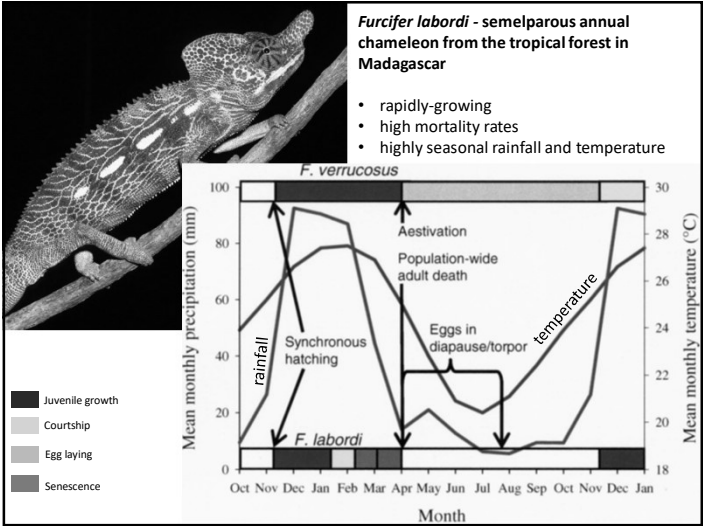 Furcifer labordi - semelparous annual
chameleon from the tropical forest in
Madagascar
• rapidly-growing
• high mortality rates
• highly seasonal rainfall and temperature
F. verrucosus
100
80
60
40
20
0
Mean monthly precipitation (mm)
30
28
26
24
22
20
18
Mean monthly temperature (°C)
Aestivation
Population-wide
adult death
Eggs in
diapause/torpor
Synchronous
hatching
rainfall
temperature
F. labordi
Oct Nov Dec Jan Feb Mar Apr May Jun Jul Aug Sep Oct Nov Dec Jan
Month
Juvenile growth
Courtship
Egg laying
Senescence